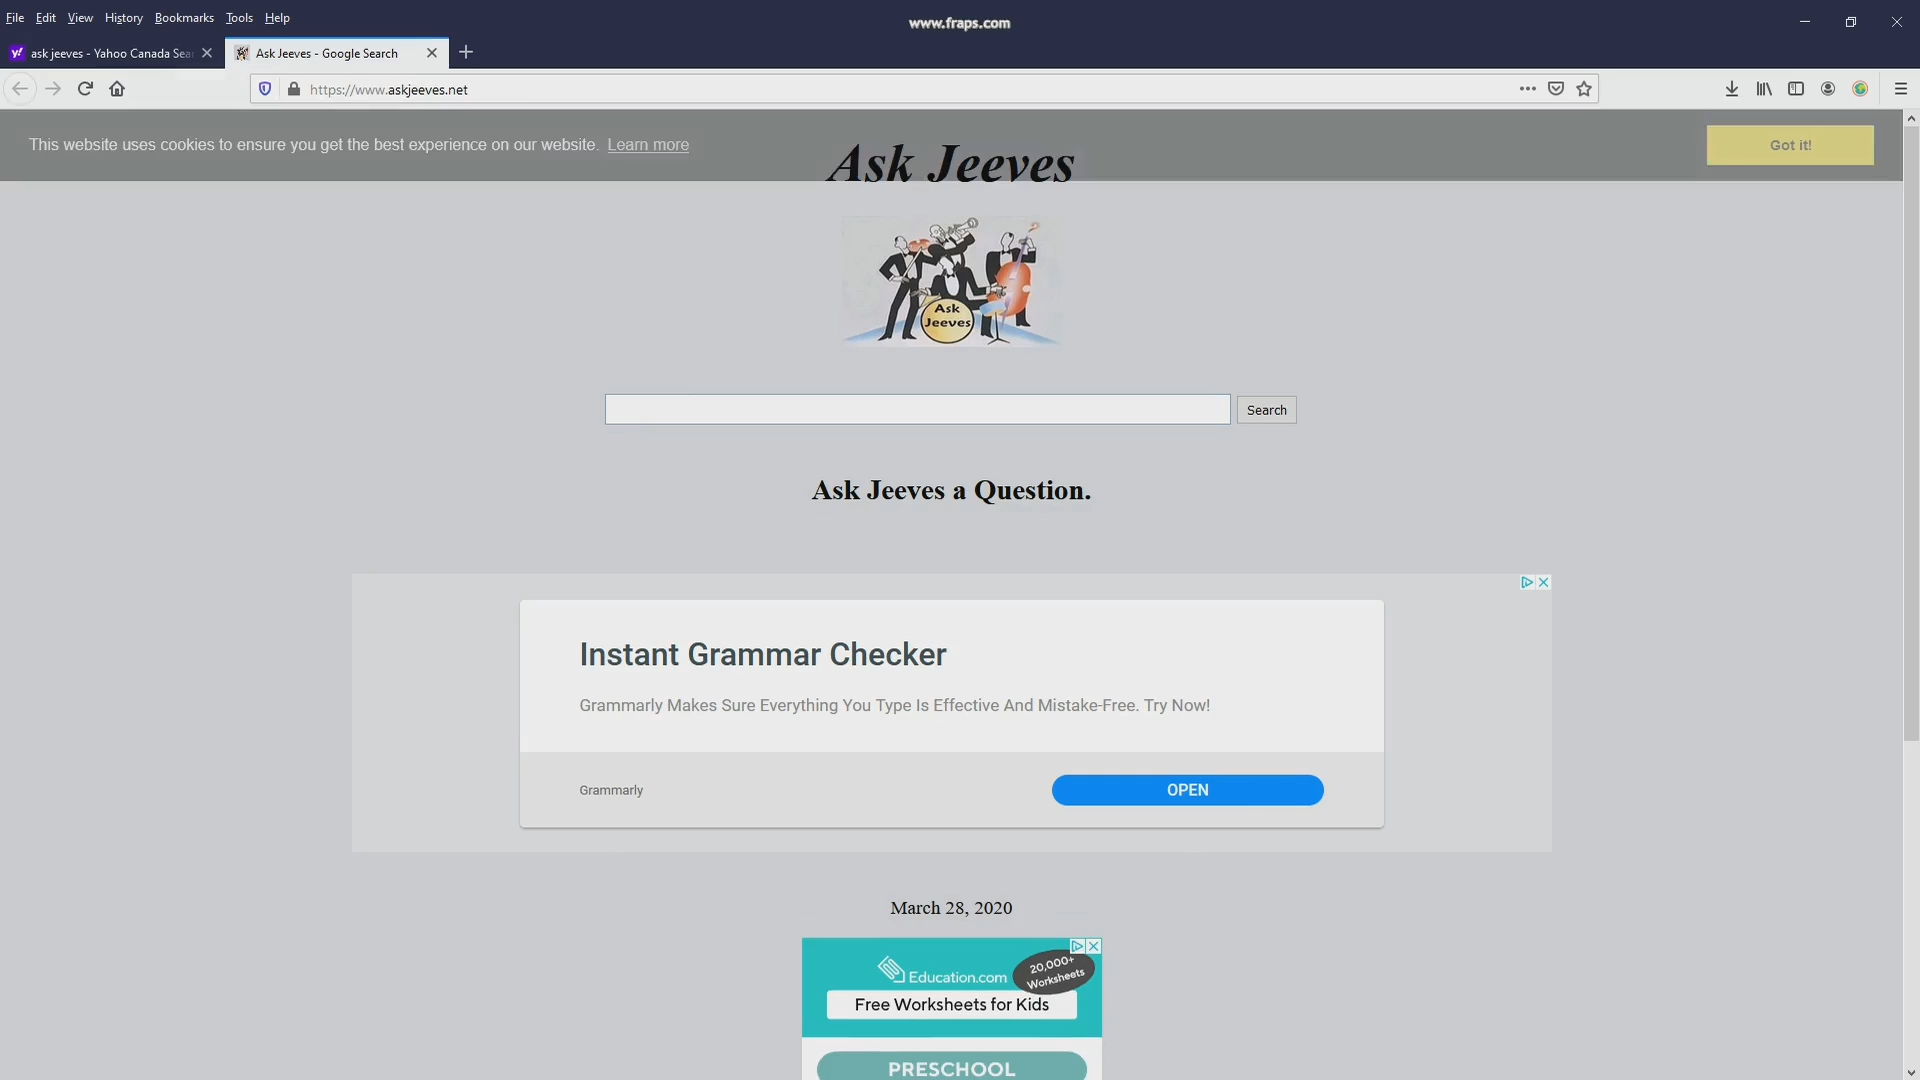 File Edit View History Bookmarks Tools Help
www.fraps.com
ask jeeves - Yahoo Canada Sea
Ask Jeeves - Google Search
https://www.askjeeves.net
This website uses cookies to ensure you get the best experience on our website. Learn more
Got it!
Ask Jeeves
Ask
Jeeves
Search
Ask Jeeves a Question.
Instant Grammar Checker
Grammarly Makes Sure Everything You Type Is Effective And Mistake-Free. Try Now!
Grammarly
OPEN
March 28, 2020
Education.com
20,000+
Worksheets
Free Worksheets for Kids
PRESCHOOL